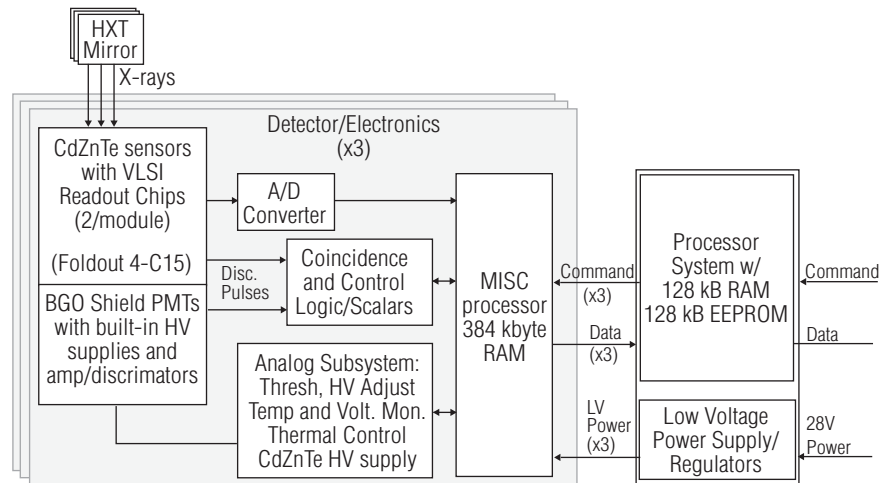 HXT
Mirror
X-rays
Detector/Electronics
(x3)
CdZnTe sensors
with VLSI
Readout Chips
(2/module)
(Foldout 4-C15)
A/D
Converter
Disc.
Pulses
Coincidence
and Control
Logic/Scalars
BGO Shield PMTs
with built-in HV
supplies and
amp/discrimators
Analog Subsystem:
Thresh, HV Adjust
Temp and Volt. Mon.
Thermal Control
CdZnTe HV supply
MISC
processor
384 kbyte
RAM
Command
(x3)
Data
(x3)
LV
Power
(x3)
Processor
System w/
128 kB RAM
128 kB EEPROM
Low Voltage
Power Supply/
Regulators
Command
Data
28V
Power